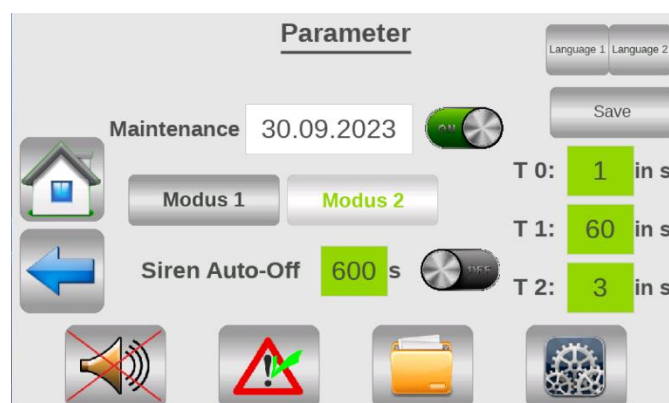 Parameter
Language 1 Language 2
Maintenance 30.09.2023 ON
Save
T 0: 1 in s
Modus 1 Modus 2
T 1: 60 in s
Siren Auto-Off 600 s OFF
T 2: 3 in s